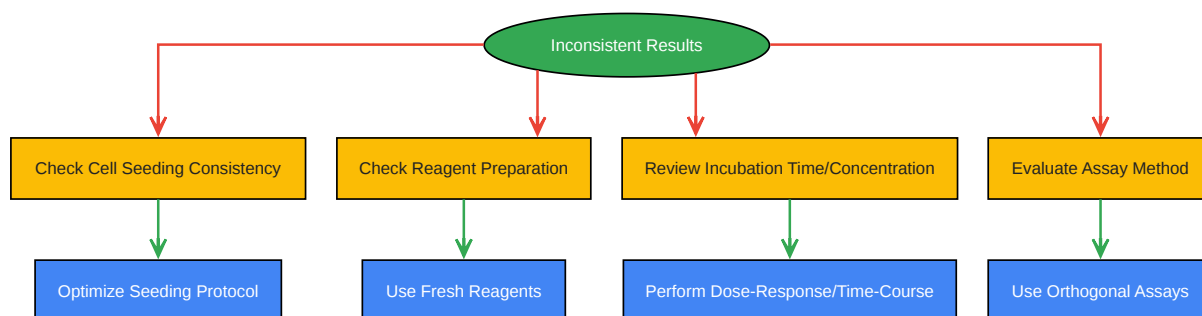 Inconsistent Results
Check Cell Seeding Consistency
Check Reagent Preparation
Review Incubation Time/Concentration
Evaluate Assay Method
Optimize Seeding Protocol
Use Fresh Reagents
Perform Dose-Response/Time-Course
Use Orthogonal Assays